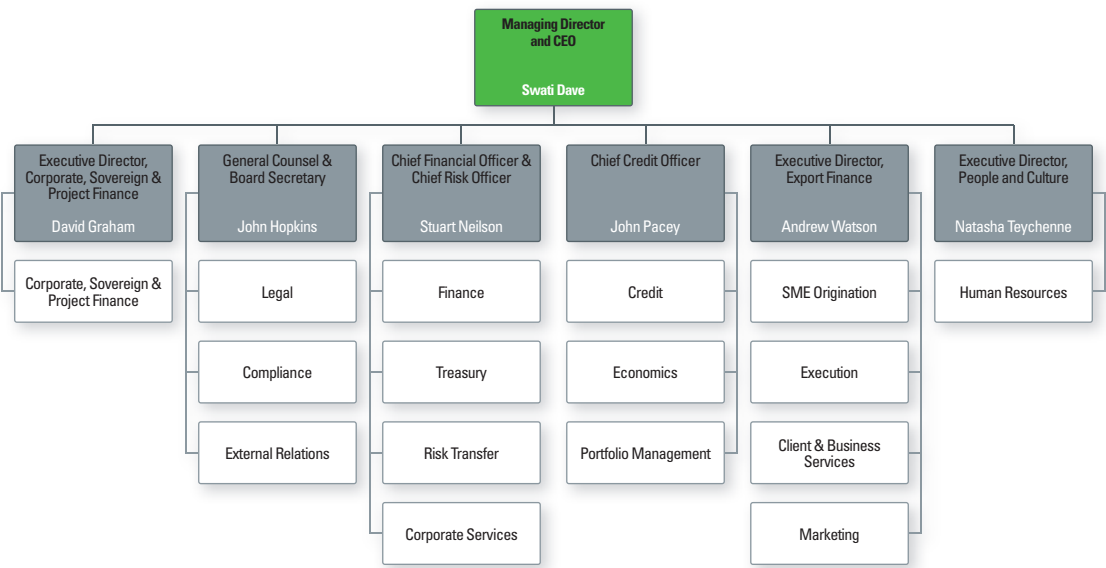 Managing Director
and CEO
Swati Dave
Executive Director,
Corporate, Sovereign &
Project Finance
David Graham
General Counsel &
Board Secretary
John Hopkins
Chief Financial Officer &
Chief Risk Officer
Stuart Neilson
Chief Credit Officer
John Pacey
Executive Director,
Export Finance
Andrew Watson
Executive Director,
People and Culture
Natasha Teychenne
Corporate, Sovereign &
Project Finance
Legal
Compliance
External Relations
Finance
Treasury
Risk Transfer
Corporate Services
Credit
Economics
Portfolio Management
SME Origination
Execution
Client & Business
Services
Marketing
Human Resources